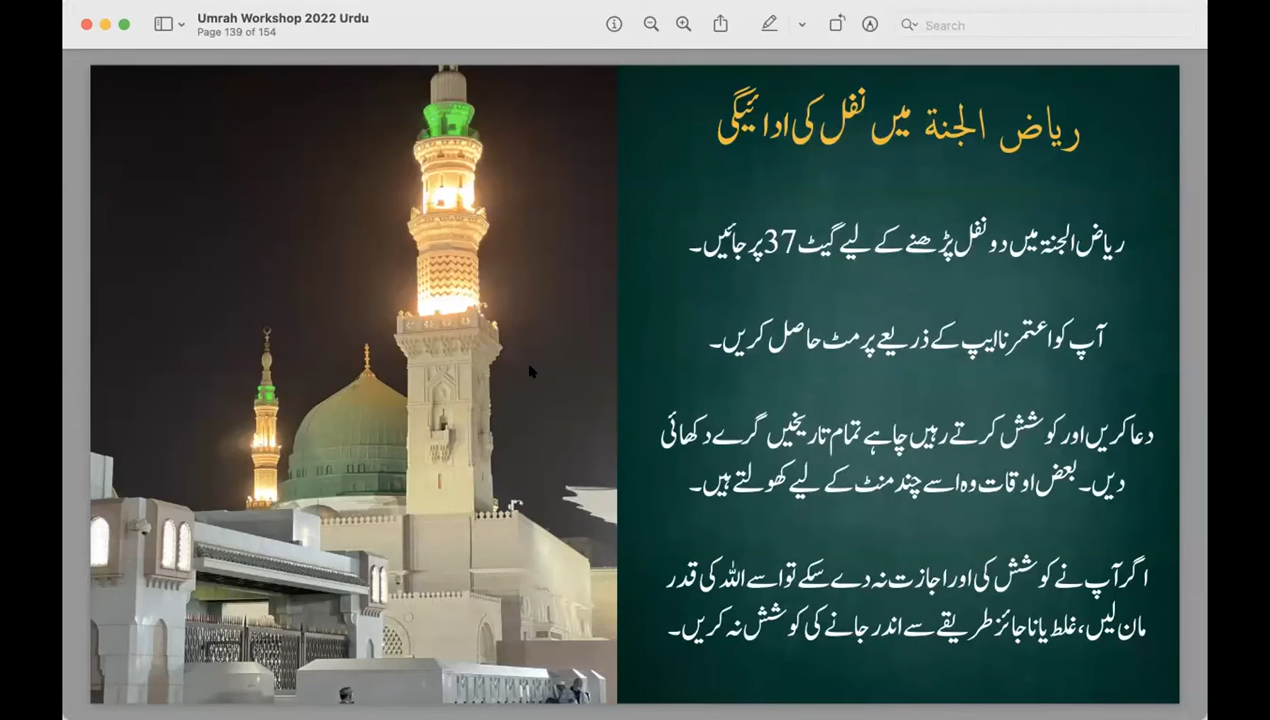 Umrah Workshop 2022 Urdu
Page 139 of 154
Search
ریاض الجنة میں نفل کی ادائیگی
ریاض الجنة میں دو نفل پڑھنے کے لیے گیٹ 37 پر جائیں۔
آپ کو اعتمرنا ایپ کے ذریعے پرمٹ حاصل کریں۔
دعا کریں اور کوشش کرتے رہیں چاہے تمام تاریخیں گرے دکھائی
دیں۔ بعض اوقات وہ اسے چند منٹ کے لیے کھولتے ہیں۔
اگر آپ نے کوشش کی اور اجازت نہ دے سکے تو اسے اللہ کی قدر
مان لیں، غلط یا ناجائز طریقے سے اندر جانے کی کوشش نہ کریں۔